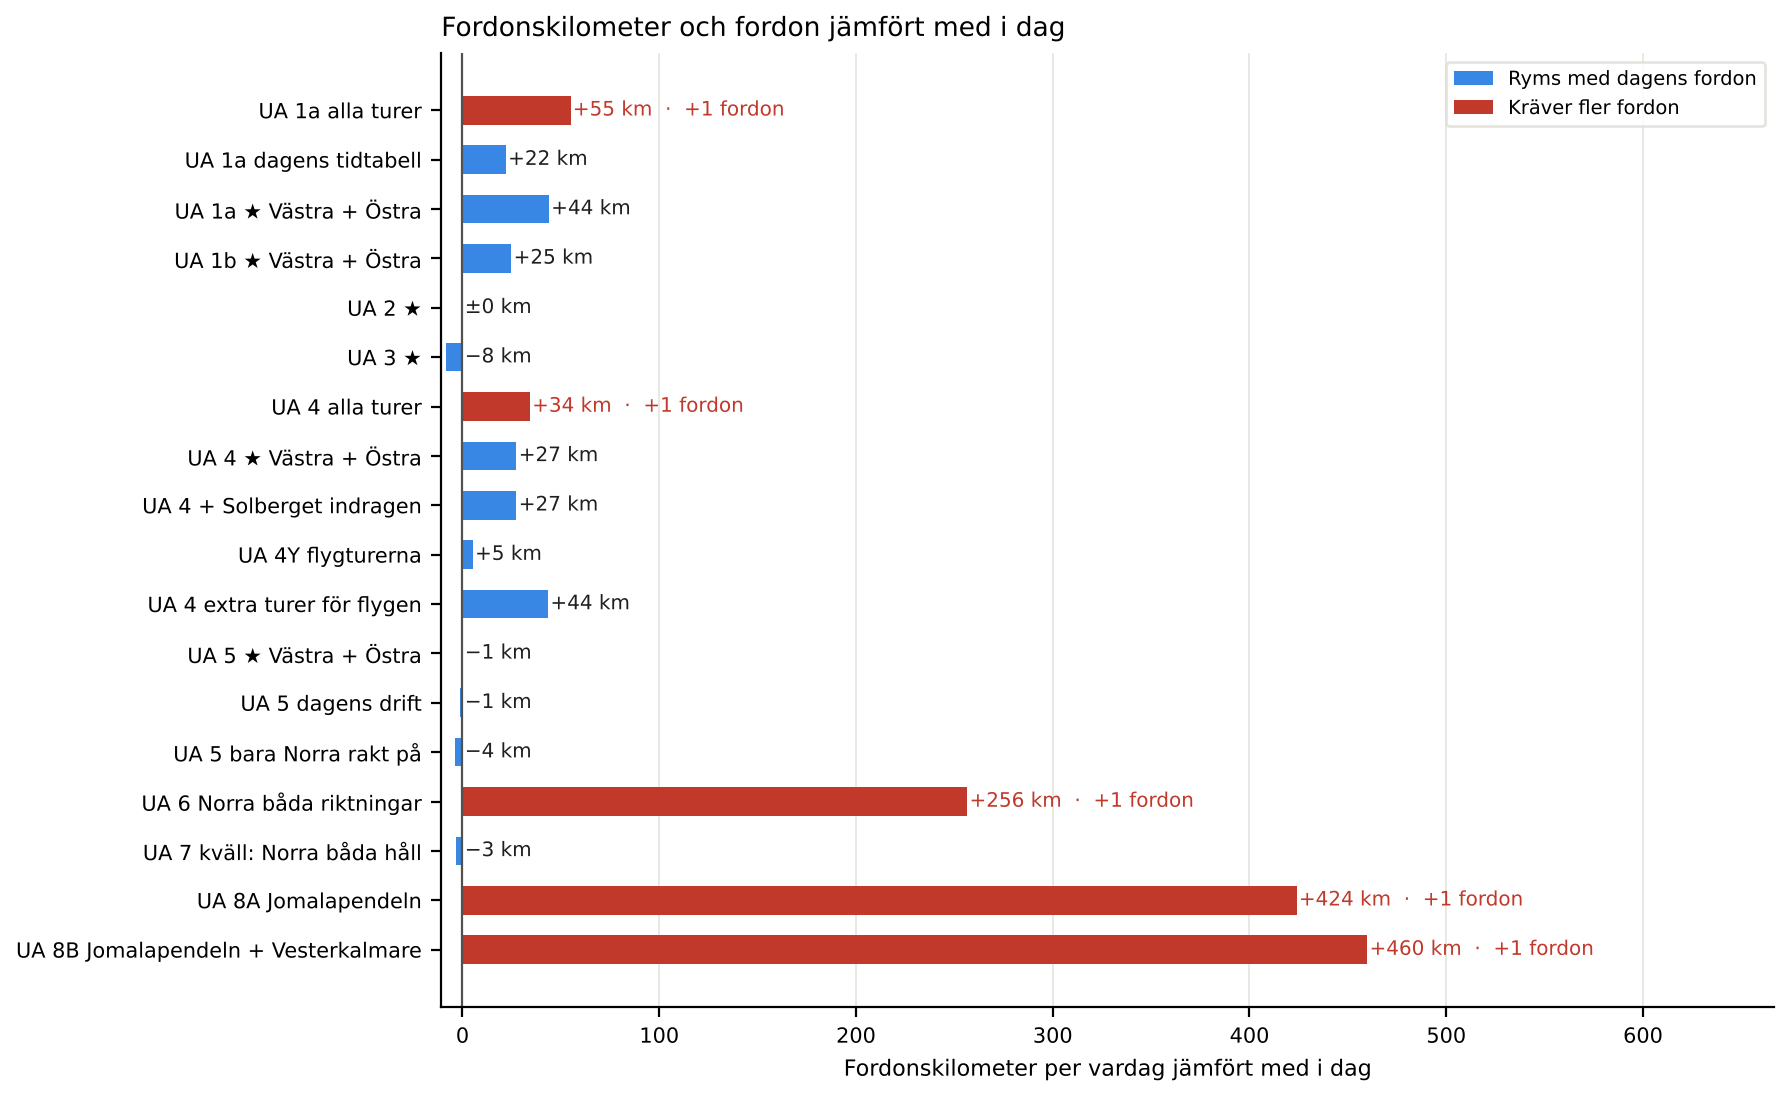 Fordonskilometer och fordon jämfört med i dag
Ryms med dagens fordon
Kräver fler fordon
UA 1a alla turer +55 km · +1 fordon
UA 1a dagens tidtabell +22 km
UA 1a ★ Västra + Östra +44 km
UA 1b ★ Västra + Östra +25 km
UA 2 ★ ±0 km
UA 3 ★ −8 km
UA 4 alla turer +34 km · +1 fordon
UA 4 ★ Västra + Östra +27 km
UA 4 + Solberget indragen +27 km
UA 4Y flygturerna +5 km
UA 4 extra turer för flygen +44 km
UA 5 ★ Västra + Östra −1 km
UA 5 dagens drift −1 km
UA 5 bara Norra rakt på −4 km
UA 6 Norra båda riktningar +256 km · +1 fordon
UA 7 kväll: Norra båda håll −3 km
UA 8A Jomalapendeln +424 km · +1 fordon
UA 8B Jomalapendeln + Vesterkalmare +460 km · +1 fordon
0 100 200 300 400 500 600
Fordonskilometer per vardag jämfört med i dag